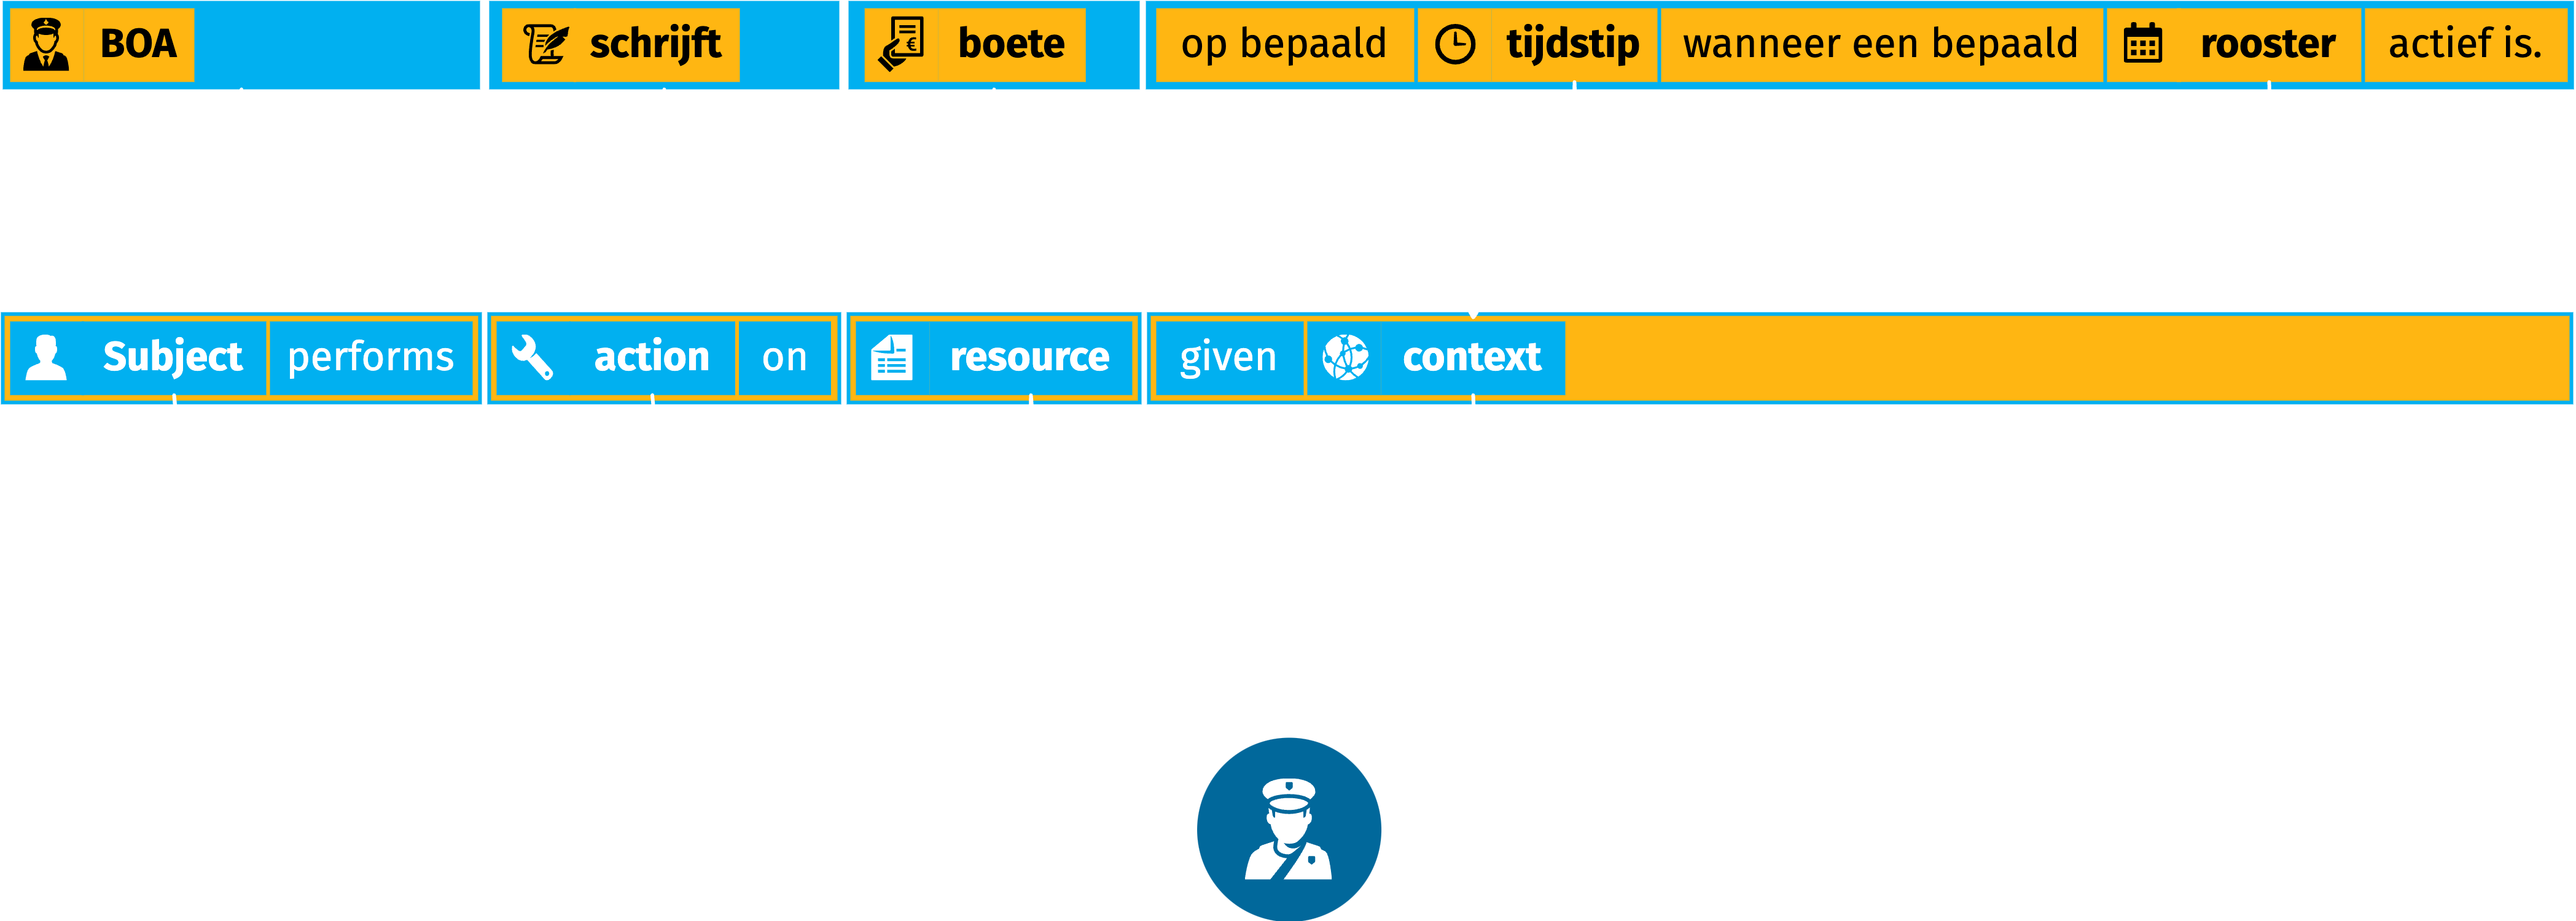 BOA schrijft boete op bepaald tijdstip wanneer een bepaald rooster actief is.
Subject performs action on resource given context